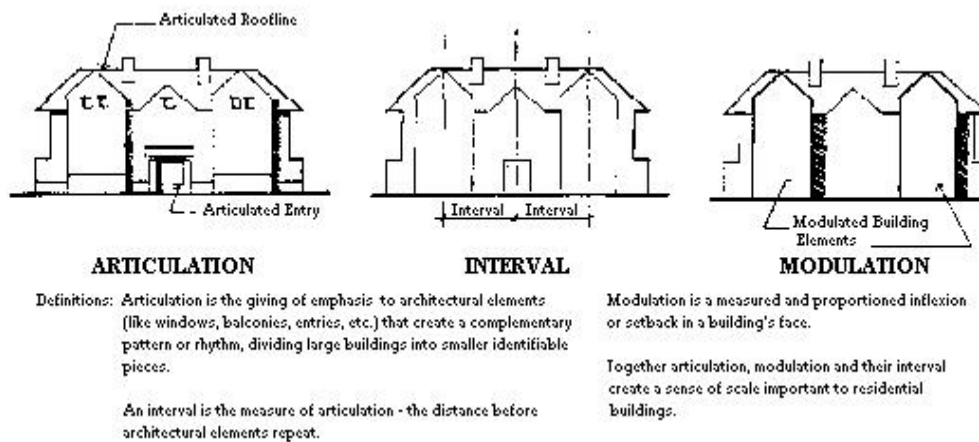 Articulated Roofline
Articulated Entry
Interval Interval
Modulated Building
Elements
ARTICULATION
INTERVAL
MODULATION
Definitions: Articulation is the giving of emphasis to architectural elements
(like windows, balconies, entries, etc.) that create a complementary
pattern or rhythm, dividing large buildings into smaller identifiable
pieces.
An interval is the measure of articulation - the distance before
architectural elements repeat.
Modulation is a measured and proportioned inflexion
or setback in a building's face.
Together articulation, modulation and their interval
create a sense of scale important to residential
buildings.